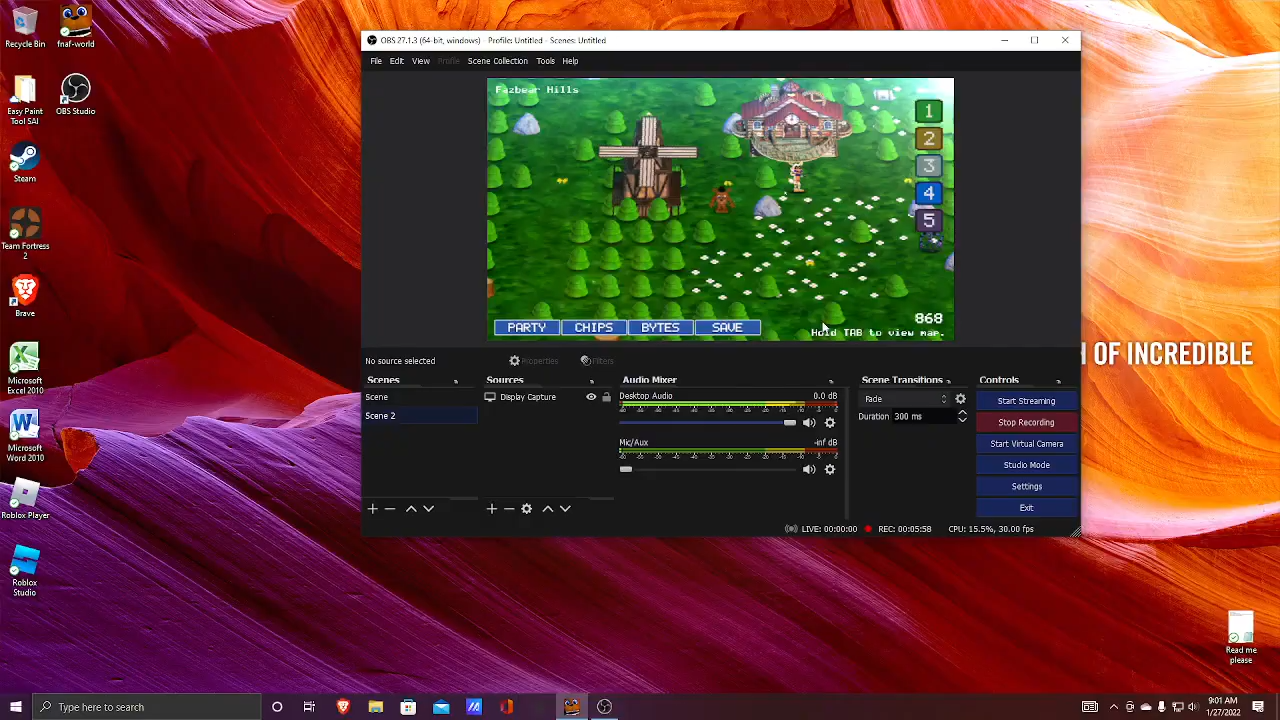 Recycle Bin
fnaf-world
Easy Paint
Tool SAI
OBS Studio
Steam
Team Fortress
2
Brave
Microsoft
Excel 2010
Microsoft
Word 2010
Roblox Player
Roblox
Studio
OBS 27.1.3 (64-bit, windows) - Profile: Untitled - Scenes: Untitled
File Edit View Profile Scene Collection Tools Help
Fazbear Hills
1
2
3
4
5
868
PARTY CHIPS BYTES SAVE
Hold TAB to view map.
OF INCREDIBLE
No source selected
Properties
Filters
Scenes
Scene
Scene 2
Sources
Display Capture
Audio Mixer
Desktop Audio 0.0 dB
Mic/Aux -inf dB
Scene Transitions
Fade
Duration 300 ms
Controls
Start Streaming
Stop Recording
Start Virtual Camera
Studio Mode
Settings
Exit
LIVE: 00:00:00 REC: 00:05:58 CPU: 15.5%, 30.00 fps
Read me
please
Type here to search
9:01 AM
1/27/2022